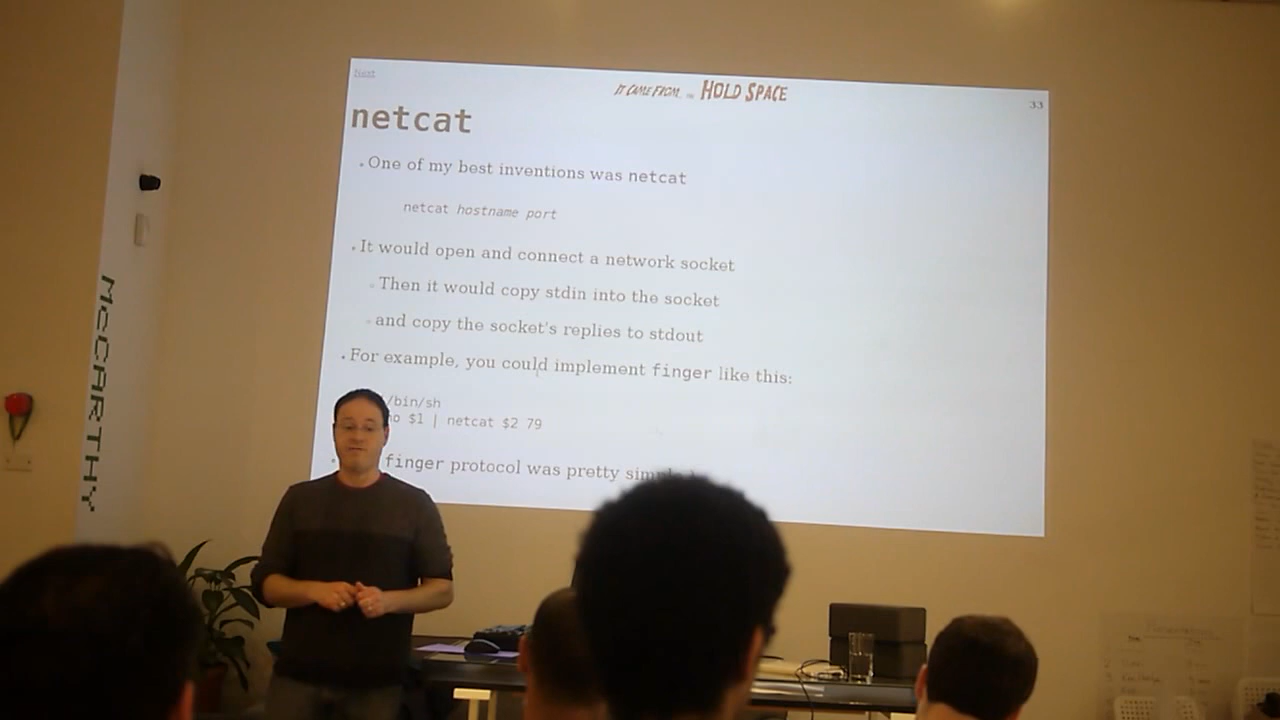 Next
IT CAME FROM... THE HOLD SPACE
33
netcat
One of my best inventions was netcat
netcat hostname port
It would open and connect a network socket
Then it would copy stdin into the socket
and copy the socket's replies to stdout
For example, you could implement finger like this:
/bin/sh
o $1 | netcat $2 79
finger protocol was pretty
McCARTHY